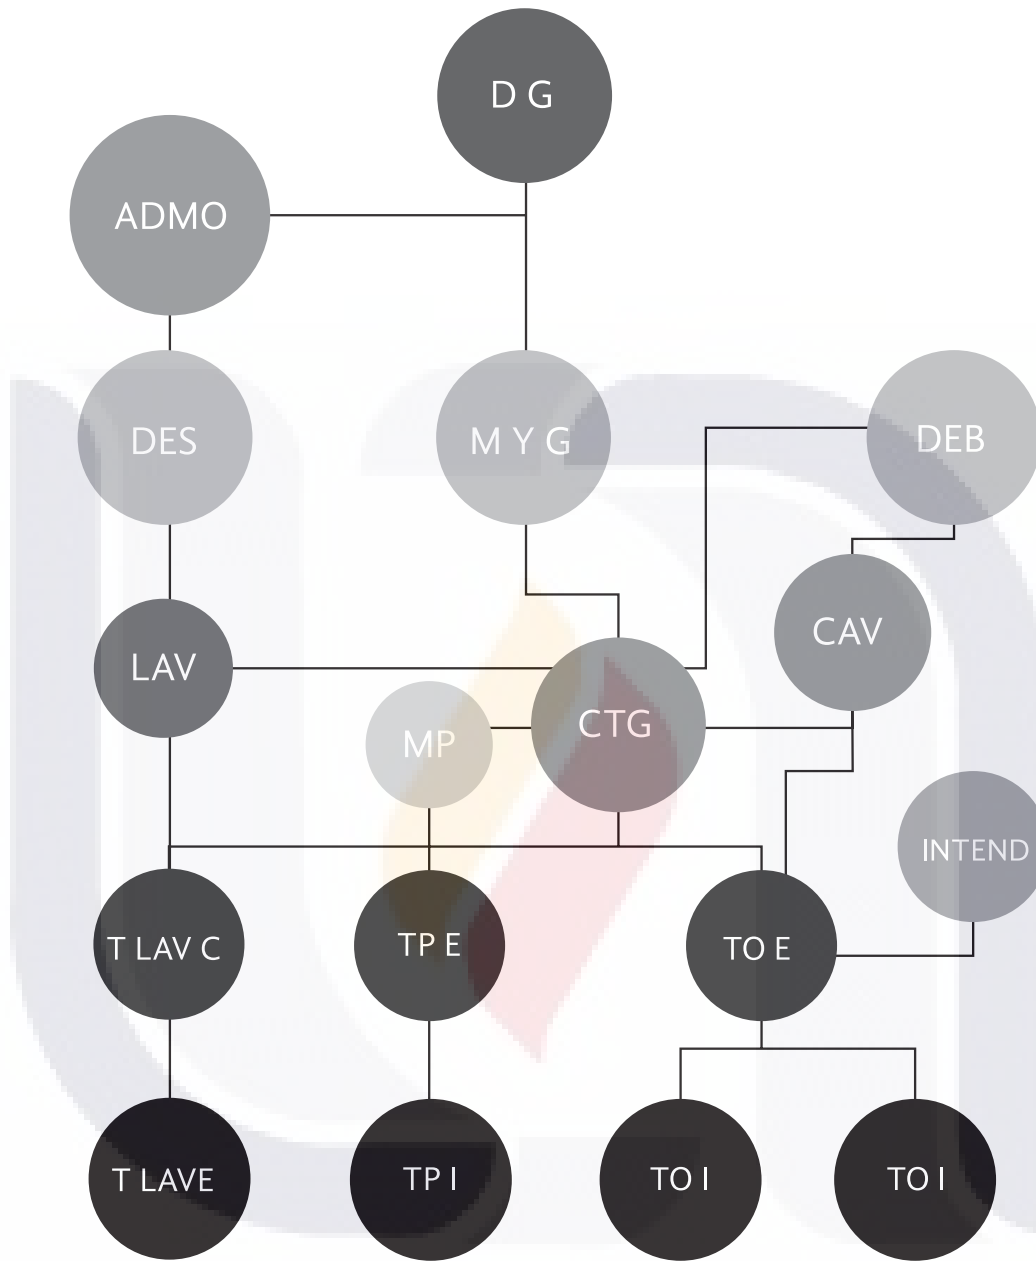 D G
ADMO
DES
M Y G
DEB
CAV
LAV
CTG
MP
INTEND
T LAV C
TP E
TO E
T LAVE
TP I
TO I
TO I